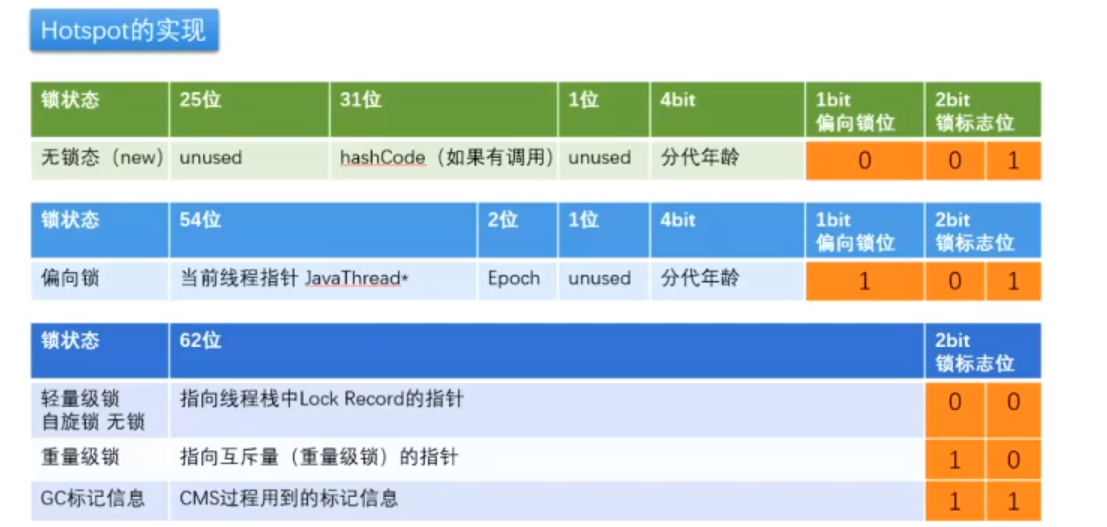 Hotspot的实现
锁状态 25位 31位 1位 4bit 1bit 2bit
偏向锁位 锁标志位
无锁态（new） unused hashCode（如果有调用） unused 分代年龄 0 0 1
锁状态 54位 2位 1位 4bit 1bit 2bit
偏向锁位 锁标志位
偏向锁 当前线程指针 JavaThread* Epoch unused 分代年龄 1 0 1
锁状态 62位 2bit
锁标志位
轻量级锁 指向线程栈中Lock Record的指针 0 0
自旋锁 无锁
重量级锁 指向互斥量（重量级锁）的指针 1 0
GC标记信息 CMS过程用到的标记信息 1 1